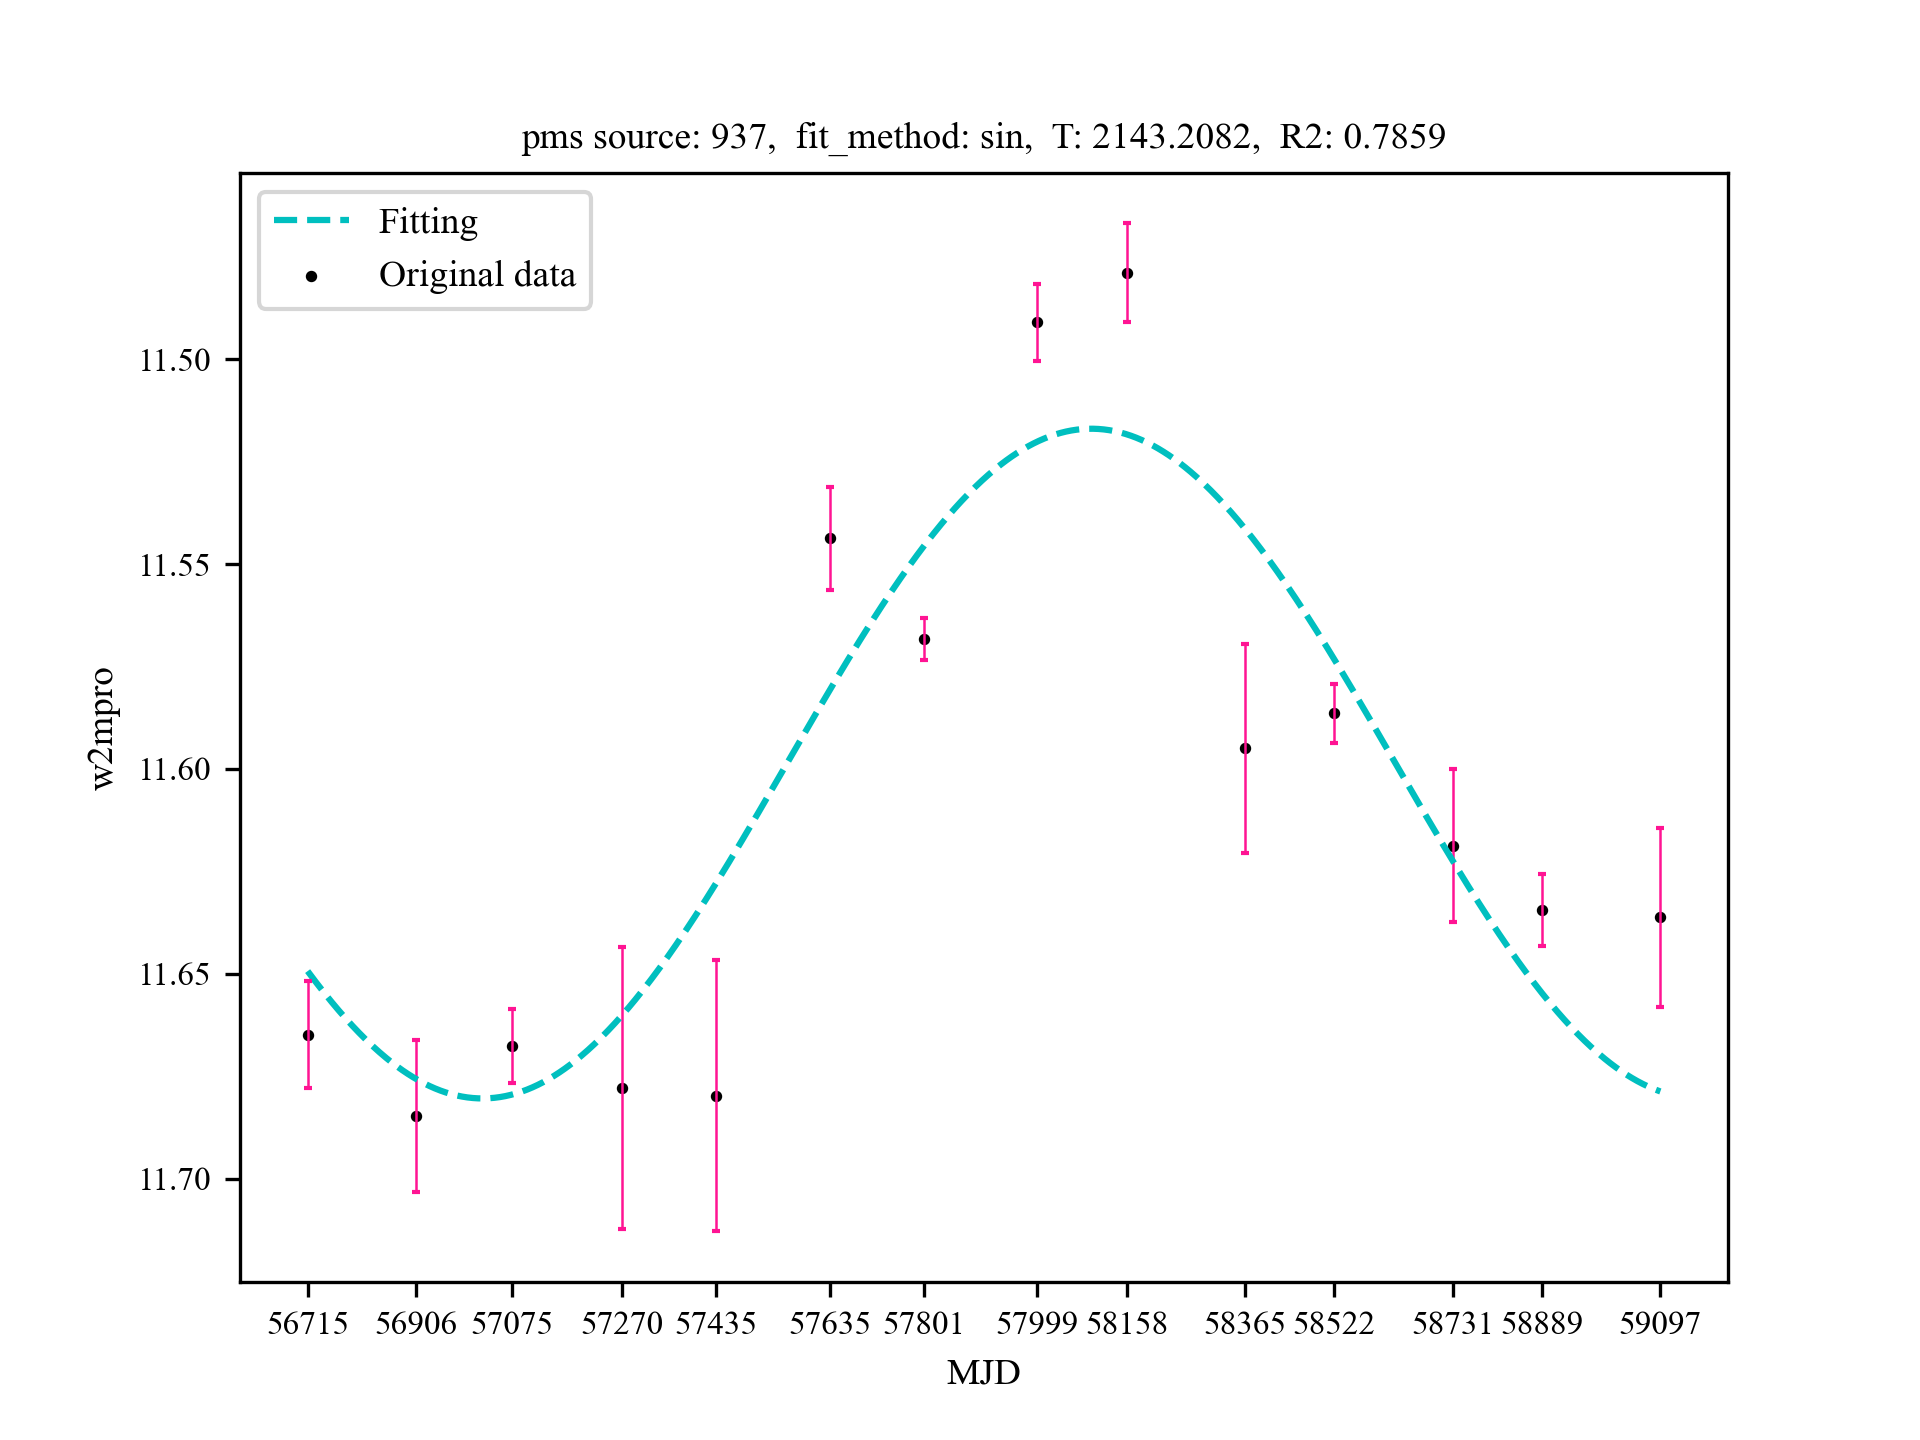 pms source: 937,  fit_method: sin,  T: 2143.2082,  R2: 0.7859
Fitting
Original data
w2mpro
11.50
11.55
11.60
11.65
11.70
56715 56906 57075 57270 57435 57635 57801 57999 58158 58365 58522 58731 58889 59097
MJD